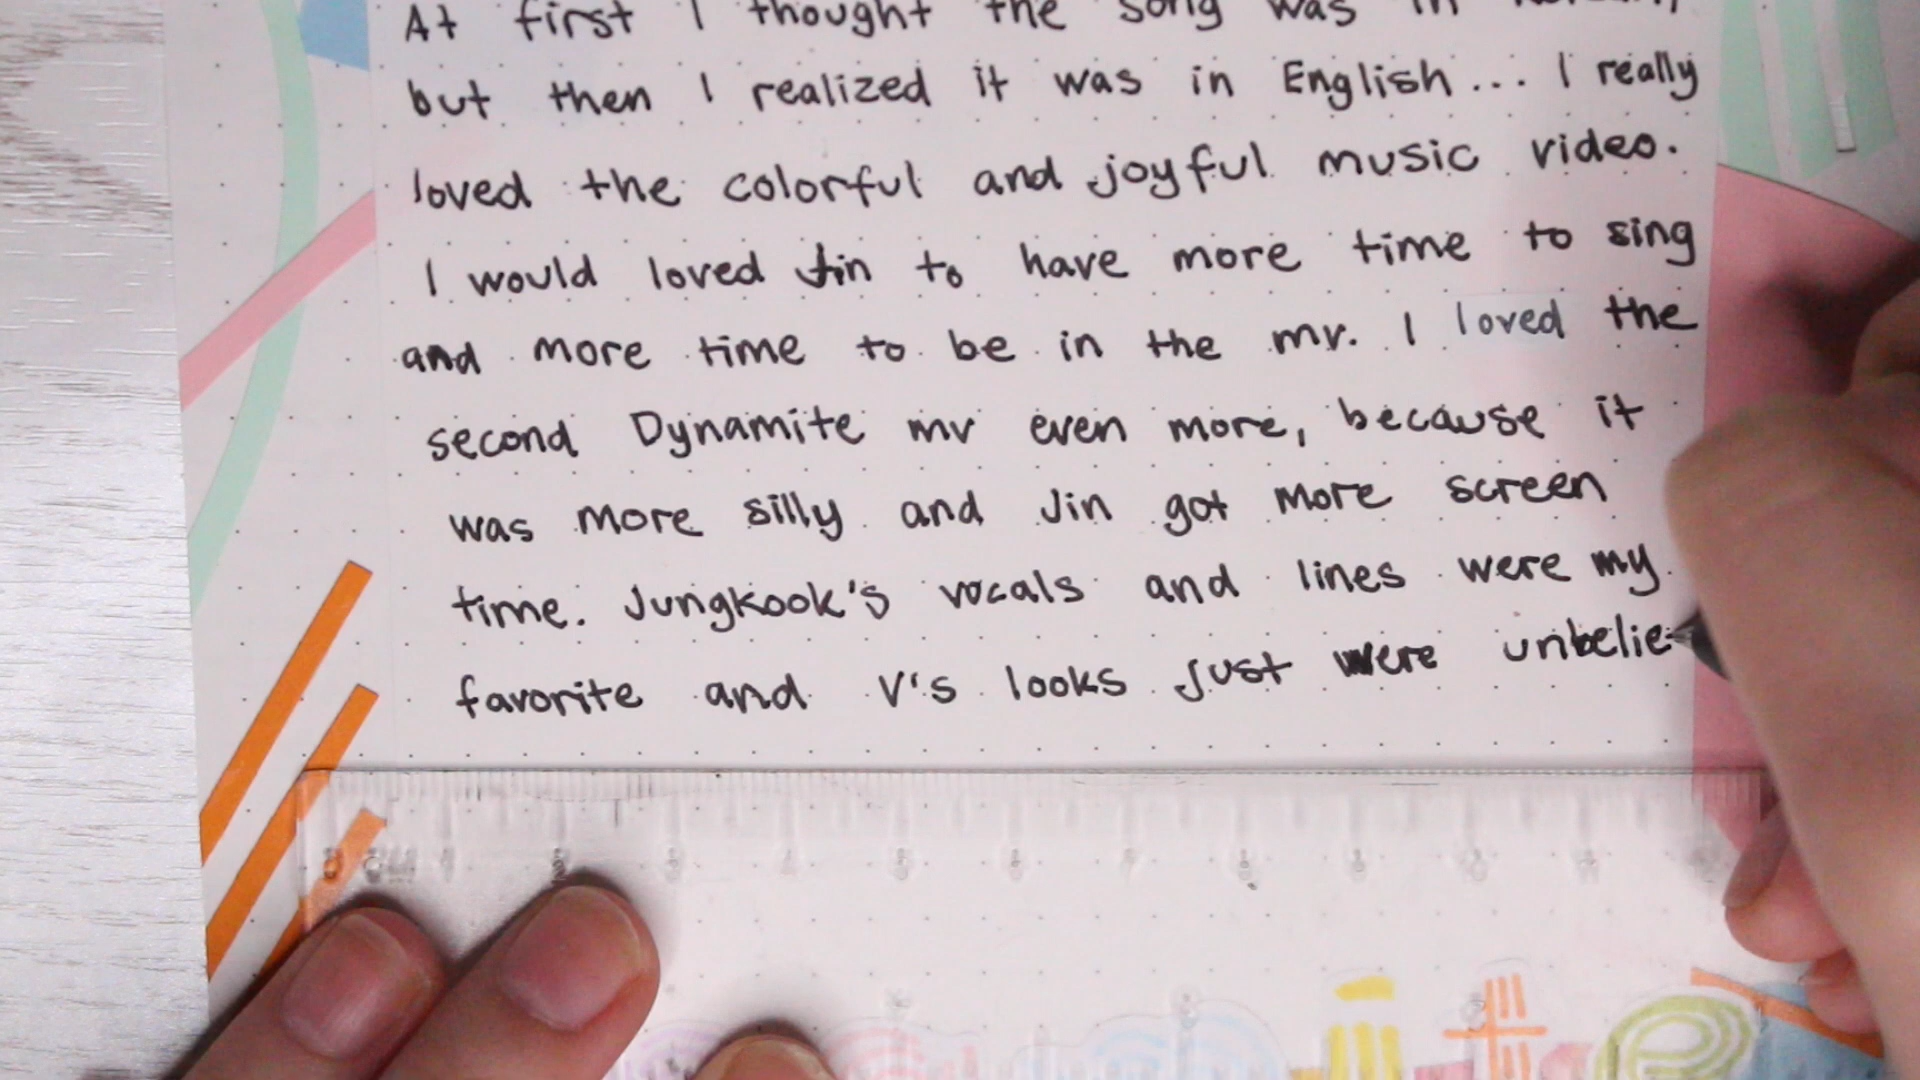 At first I thought the song was in
but then I realized it was in English... I really
loved the colorful and joyful music video.
I would loved Jin to have more time to sing
and more time to be in the mv. I loved the
second Dynamite mv even more, because it
was more silly and Jin got more screen
time. Jungkook's vocals and lines were my
favorite and V's looks just were unbelie
ite